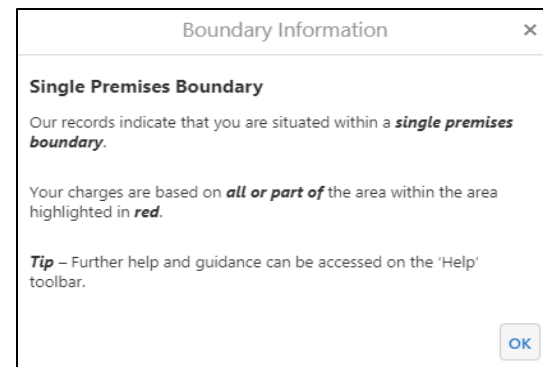 Boundary Information ×
Single Premises Boundary
Our records indicate that you are situated within a single premises
boundary.
Your charges are based on all or part of the area within the area
highlighted in red.
Tip – Further help and guidance can be accessed on the ‘Help’
toolbar.
OK